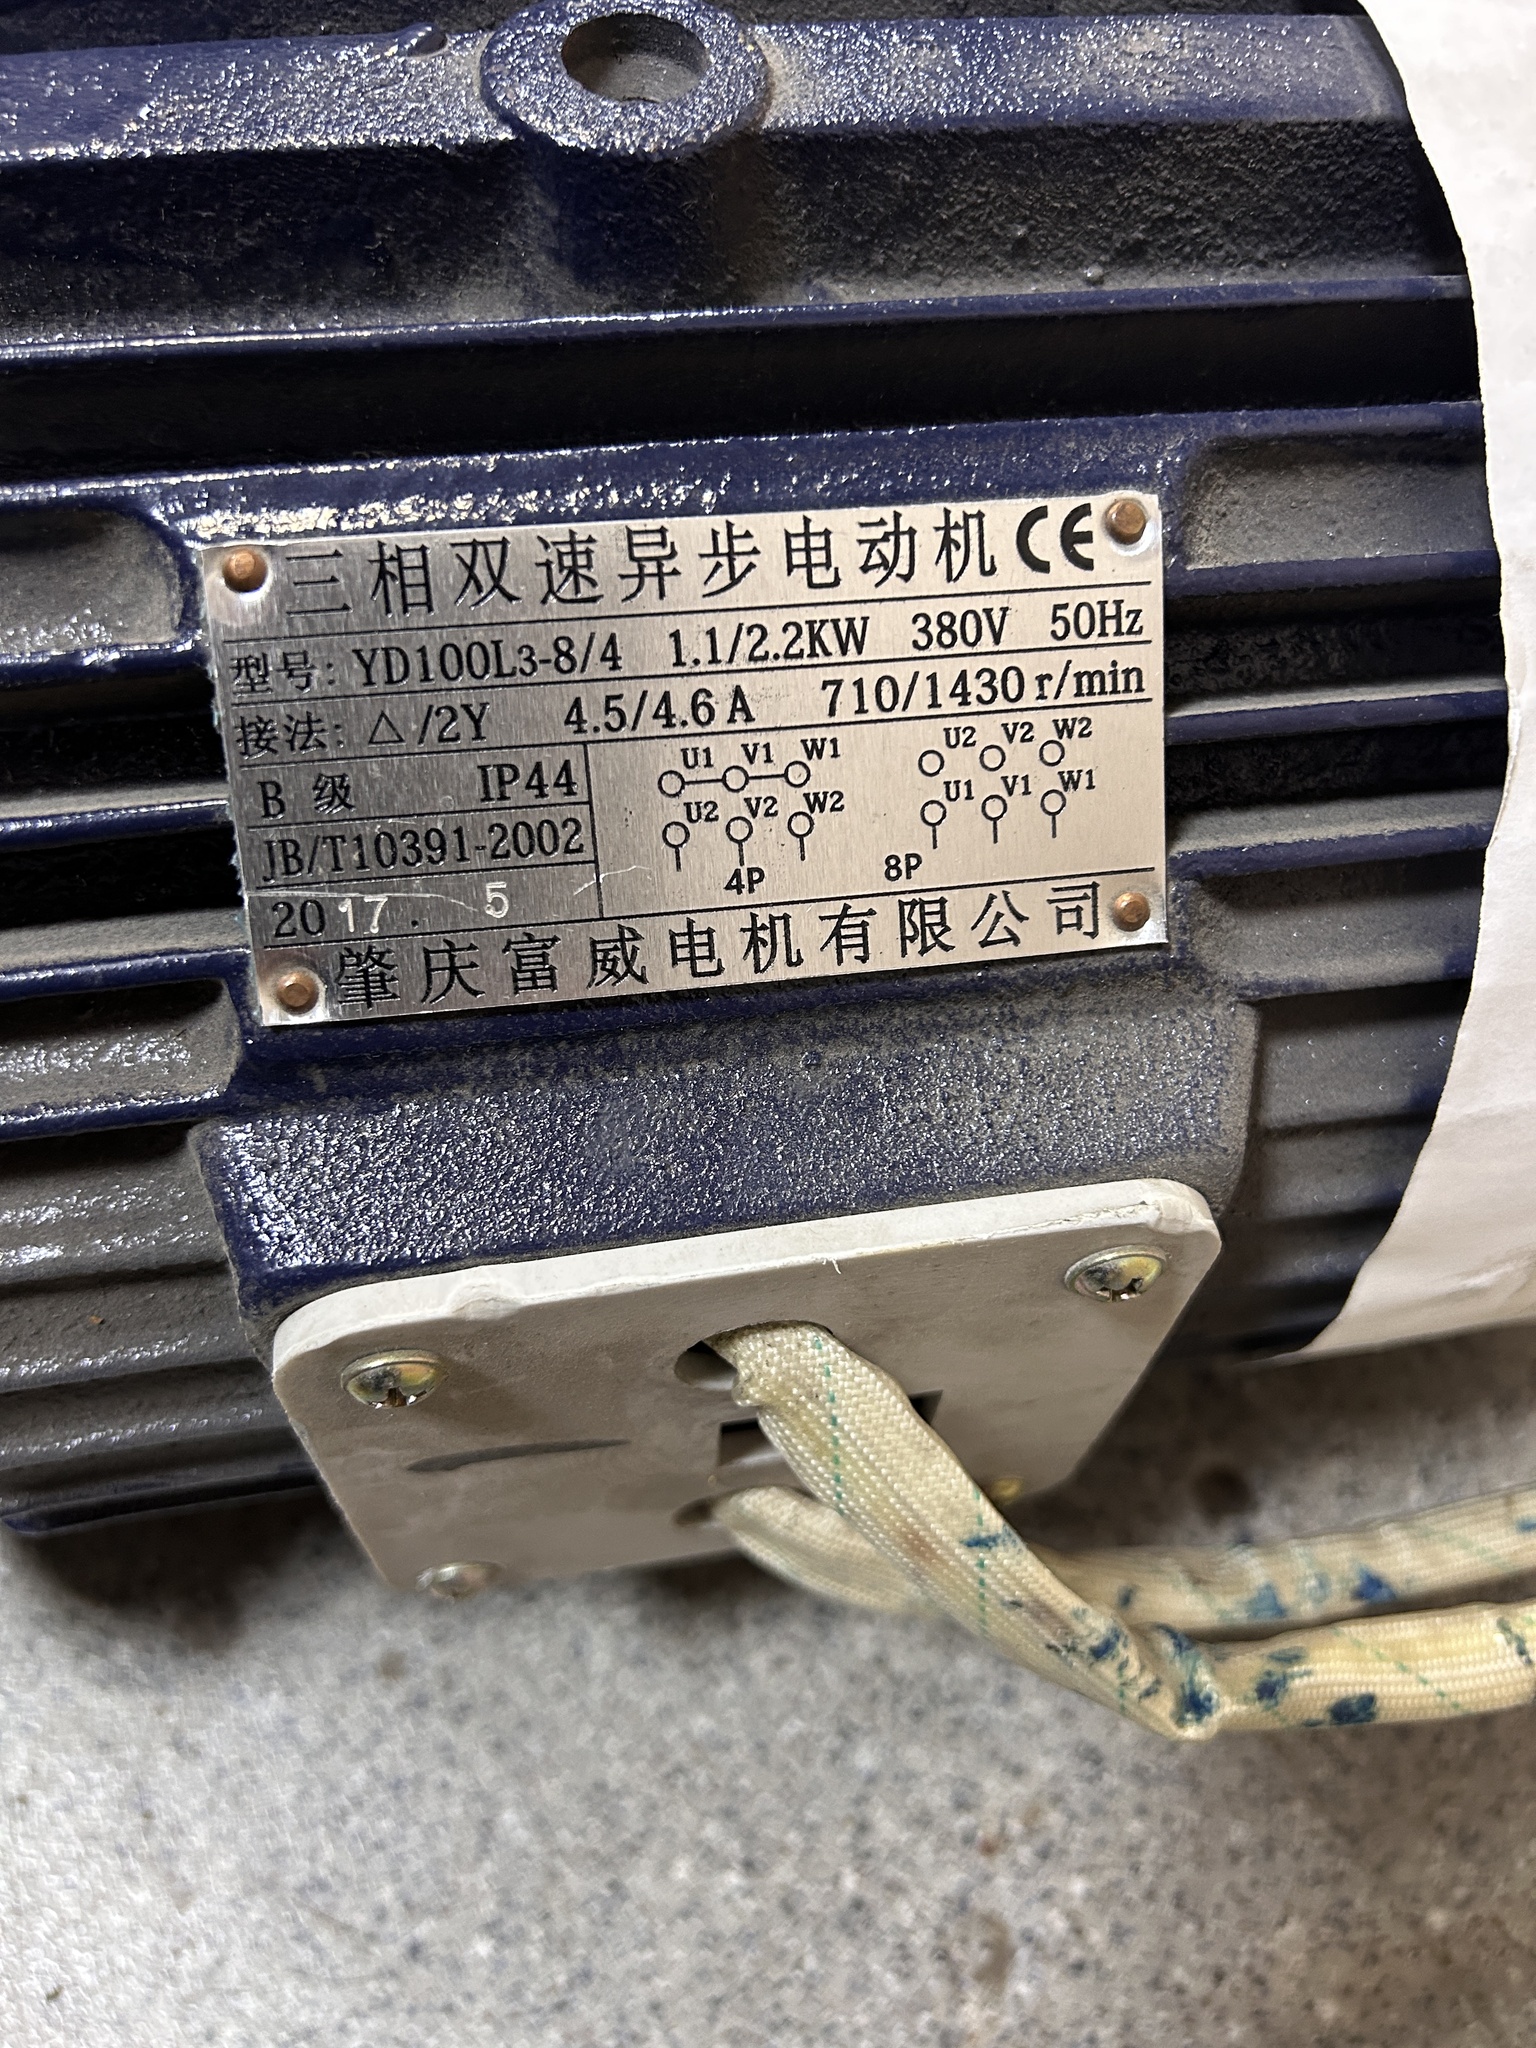 三相双速异步电动机 CE
型号: YD100L3-8/4 1.1/2.2KW 380V 50Hz
接法: △/2Y 4.5/4.6A 710/1430r/min
B级 IP44
JB/T10391-2002
2017. 5
U1 V1 W1
U2 V2 W2
4P
U2 V2 W2
U1 V1 W1
8P
肇庆富威电机有限公司